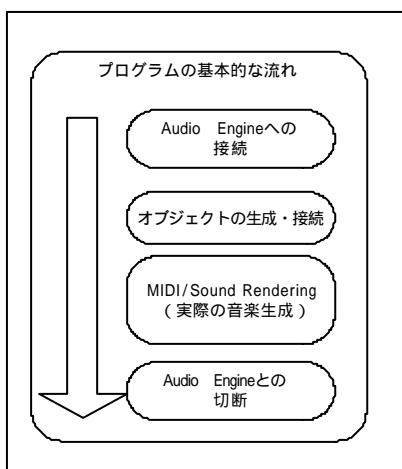 プログラムの基本的な流れ
Audio Engineへの
接続
オブジェクトの生成・接続
MIDI/Sound Rendering
(実際の音楽生成)
Audio Engineとの
切断